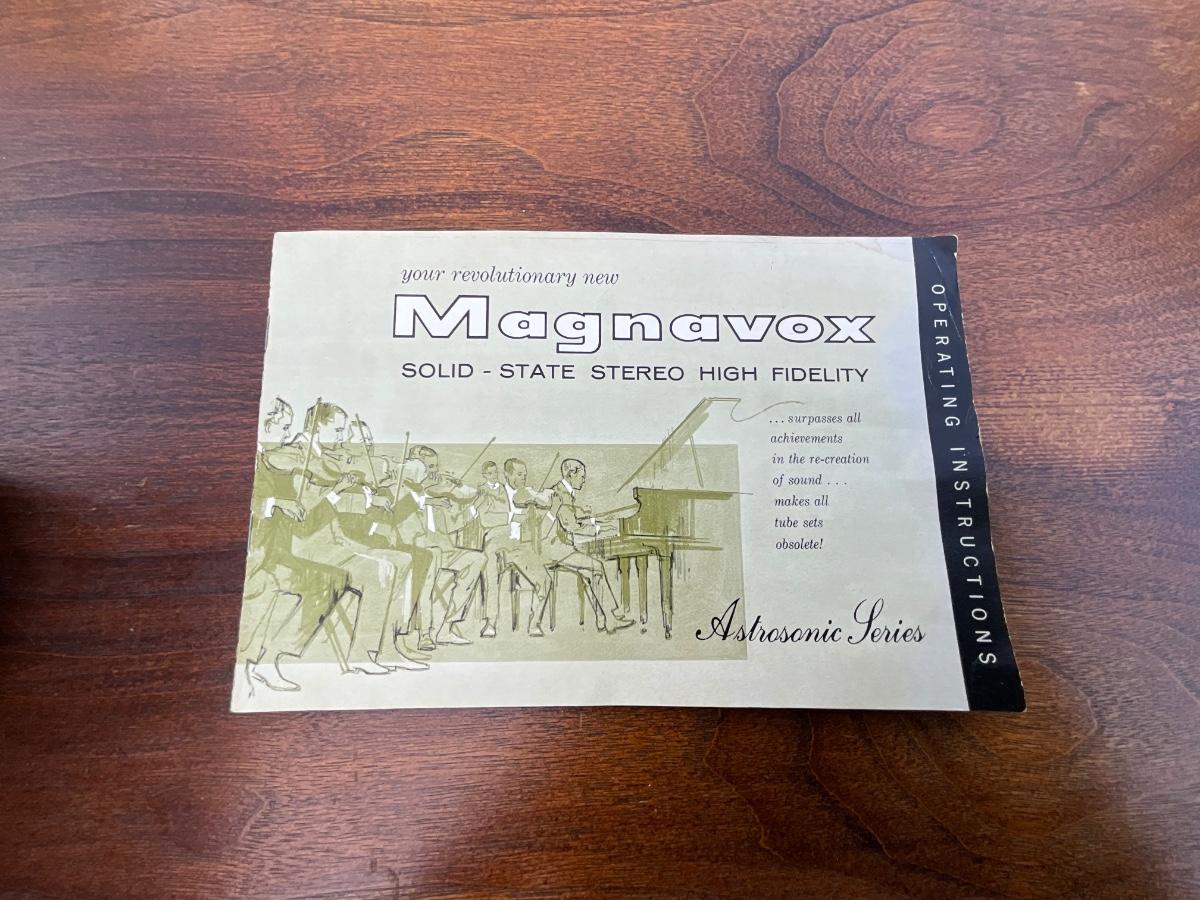 your revolutionary new
Magnavox
SOLID - STATE STEREO HIGH FIDELITY
... surpasses all
achievements
in the re-creation
of sound ...
makes all
tube sets
obsolete!
Astrosonic Series
OPERATING INSTRUCTIONS